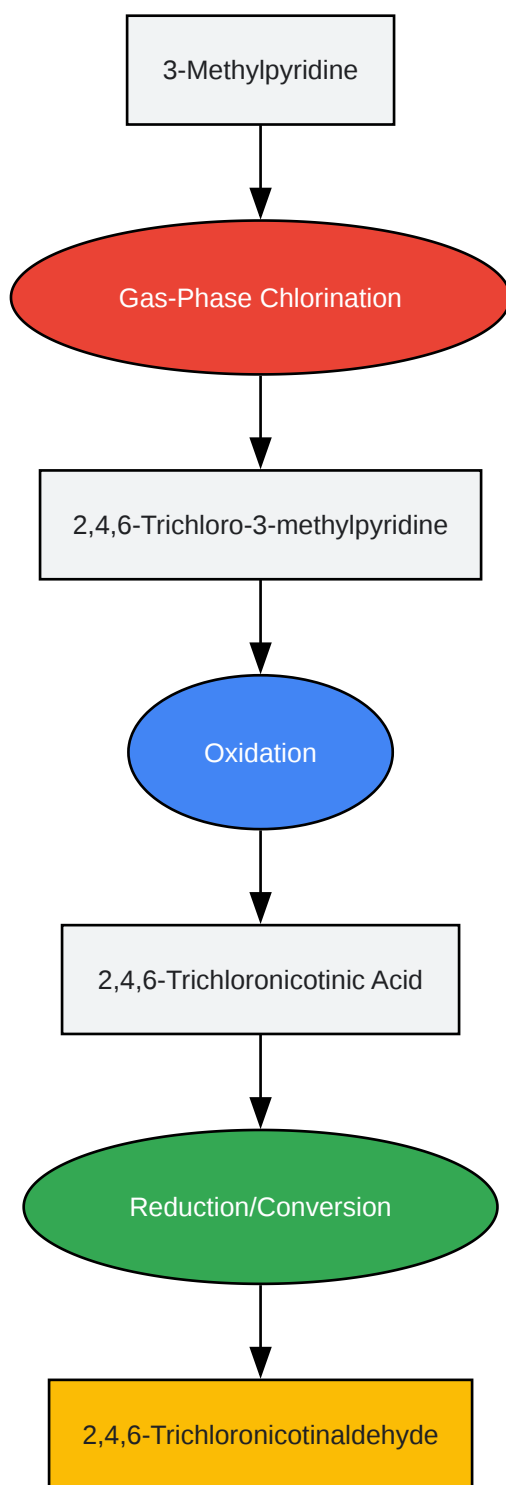 3-Methylpyridine
Gas-Phase Chlorination
2,4,6-Trichloro-3-methylpyridine
Oxidation
2,4,6-Trichloronicotinic Acid
Reduction/Conversion
2,4,6-Trichloronicotinaldehyde